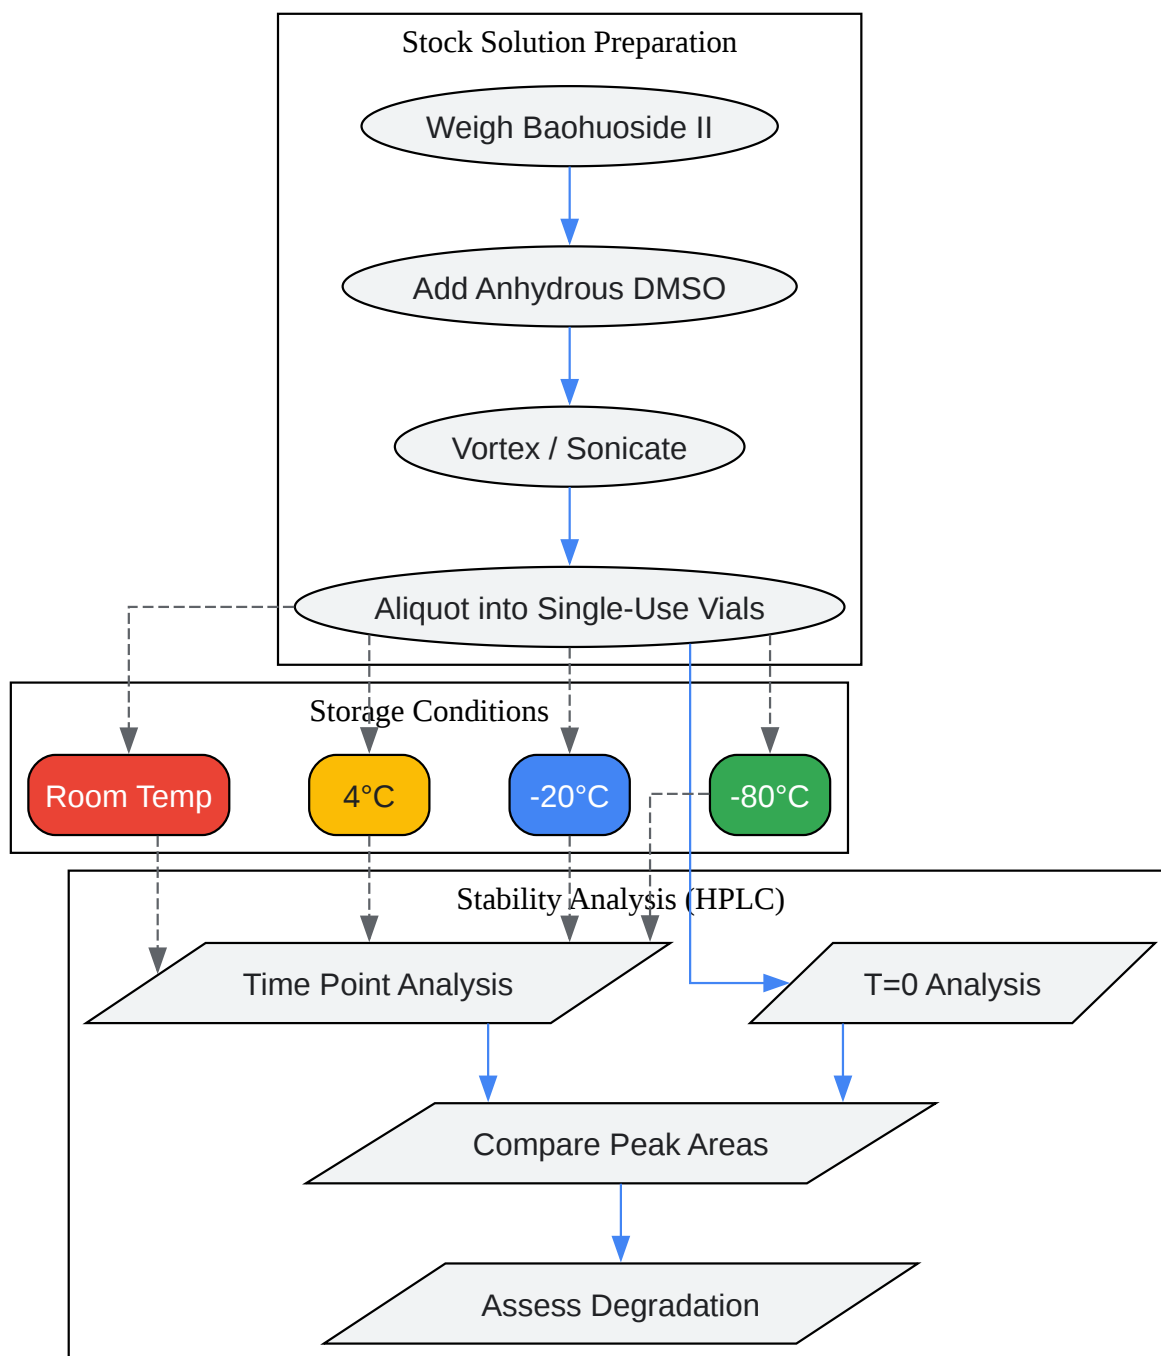 Stock Solution Preparation
Weigh Baohuoside II
Add Anhydrous DMSO
Vortex / Sonicate
Aliquot into Single-Use Vials
Storage Conditions
Room Temp
4°C
-20°C
-80°C
Stability Analysis (HPLC)
Time Point Analysis
T=0 Analysis
Compare Peak Areas
Assess Degradation